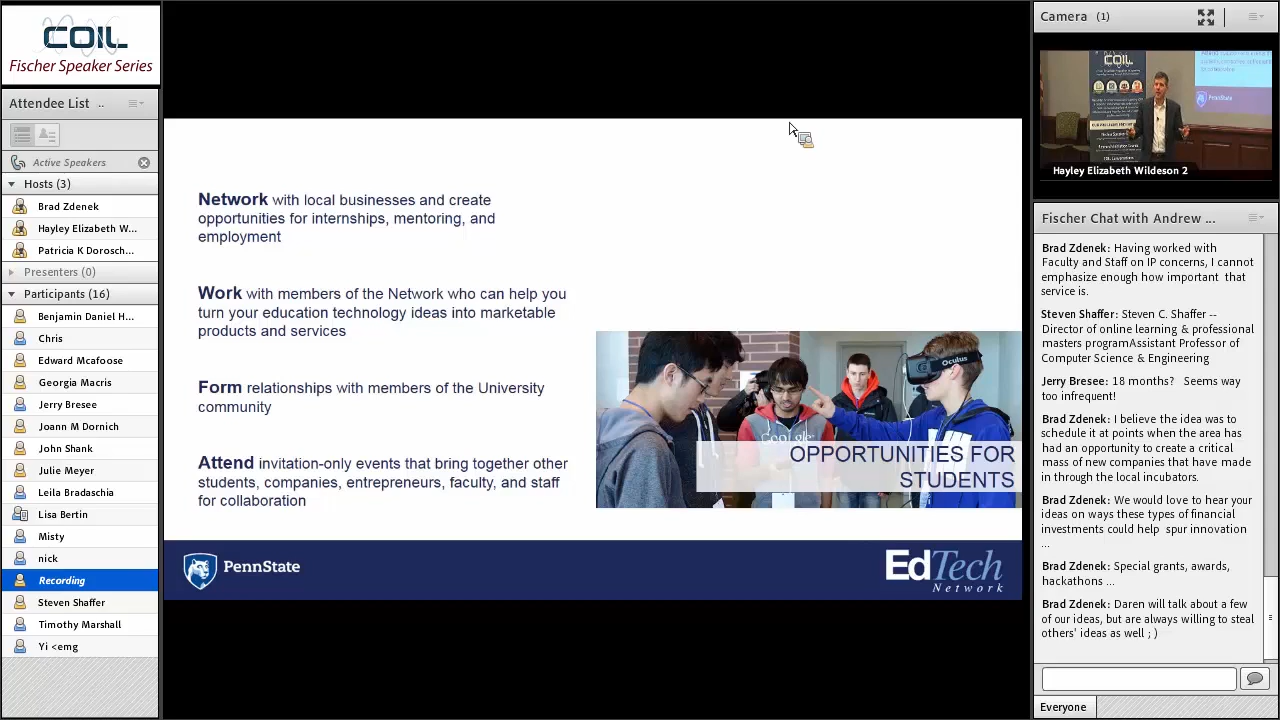 COIL
Fischer Speaker Series
Attendee List ..
Active Speakers
Hosts (3)
Brad Zdenek
Hayley Elizabeth W...
Patricia K Dorosch...
Presenters (0)
Participants (16)
Benjamin Daniel H...
Chris
Edward Mcafoose
Georgia Macris
Jerry Bresee
Joann M Dornich
John Shank
Julie Meyer
Leila Bradaschia
Lisa Bertin
Misty
nick
Recording
Steven Shaffer
Timothy Marshall
Yi <emg
Network with local businesses and create
opportunities for internships, mentoring, and
employment
Work with members of the Network who can help you
turn your education technology ideas into marketable
products and services
Form relationships with members of the University
community
Attend invitation-only events that bring together other
students, companies, entrepreneurs, faculty, and staff
for collaboration
Oculus
Google
OPPORTUNITIES FOR
STUDENTS
PennState
EdTech
Network
Camera (1)
COIL
PennState
Hayley Elizabeth Wildeson 2
Fischer Chat with Andrew ...
Brad Zdenek: Having worked with
Faculty and Staff on IP concerns, I cannot
emphasize enough how important that
service is.
Steven Shaffer: Steven C. Shaffer --
Director of online learning & professional
masters programAssistant Professor of
Computer Science & Engineering
Jerry Bresee: 18 months? Seems way
too infrequent!
Brad Zdenek: I believe the idea was to
schedule it at points when the area has
had an opportunity to create a critical
mass of new companies that have made
in through the local incubators.
Brad Zdenek: We would love to hear your
ideas on ways these types of financial
investments could help spur innovation
...
Brad Zdenek: Special grants, awards,
hackathons ...
Brad Zdenek: Daren will talk about a few
of our ideas, but are always willing to steal
others' ideas as well ; )
Everyone